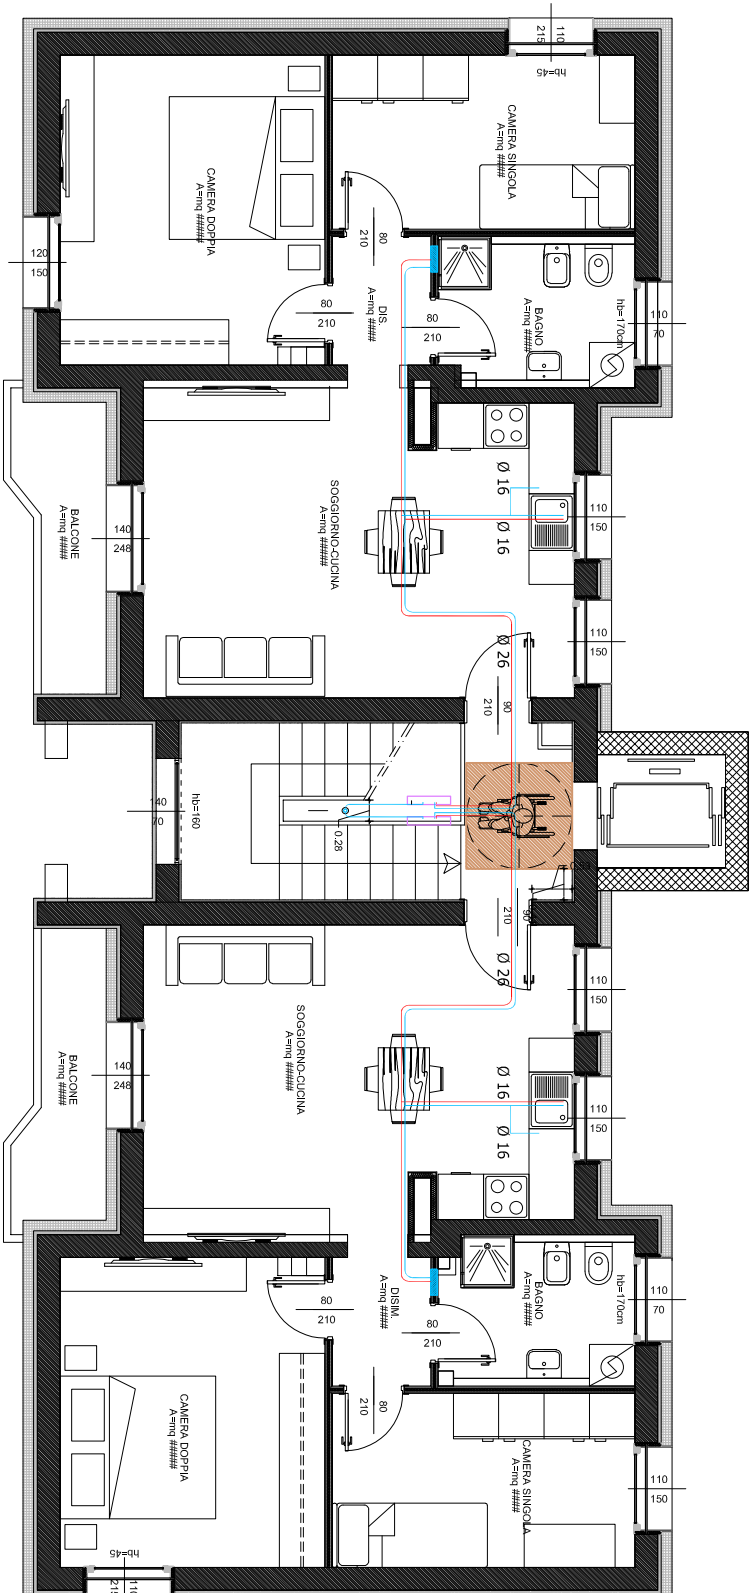 110
215
hb=45
CAMERA SINGOLA
A=mq ####
CAMERA DOPPIA
A=mq #####
80
210
120
150
DIS.
A=mq ####
80
210
80
210
BAGNO
A=mq ####
hb=170cm
110
70
SOGGIORNO-CUCINA
A=mq #####
BALCONE
A=mq ####
140
248
Ø 16
Ø 16
110
150
110
150
Ø 26
90
210
hb=160
140
70
0.28
210
90
Ø 26
110
150
SOGGIORNO-CUCINA
A=mq #####
BALCONE
A=mq ####
140
248
Ø 16
Ø 16
110
150
DISIM.
A=mq ####
80
210
80
210
BAGNO
A=mq ####
hb=170cm
110
70
80
210
CAMERA DOPPIA
A=mq #####
CAMERA SINGOLA
A=mq ####
110
150
hb=45
110
215